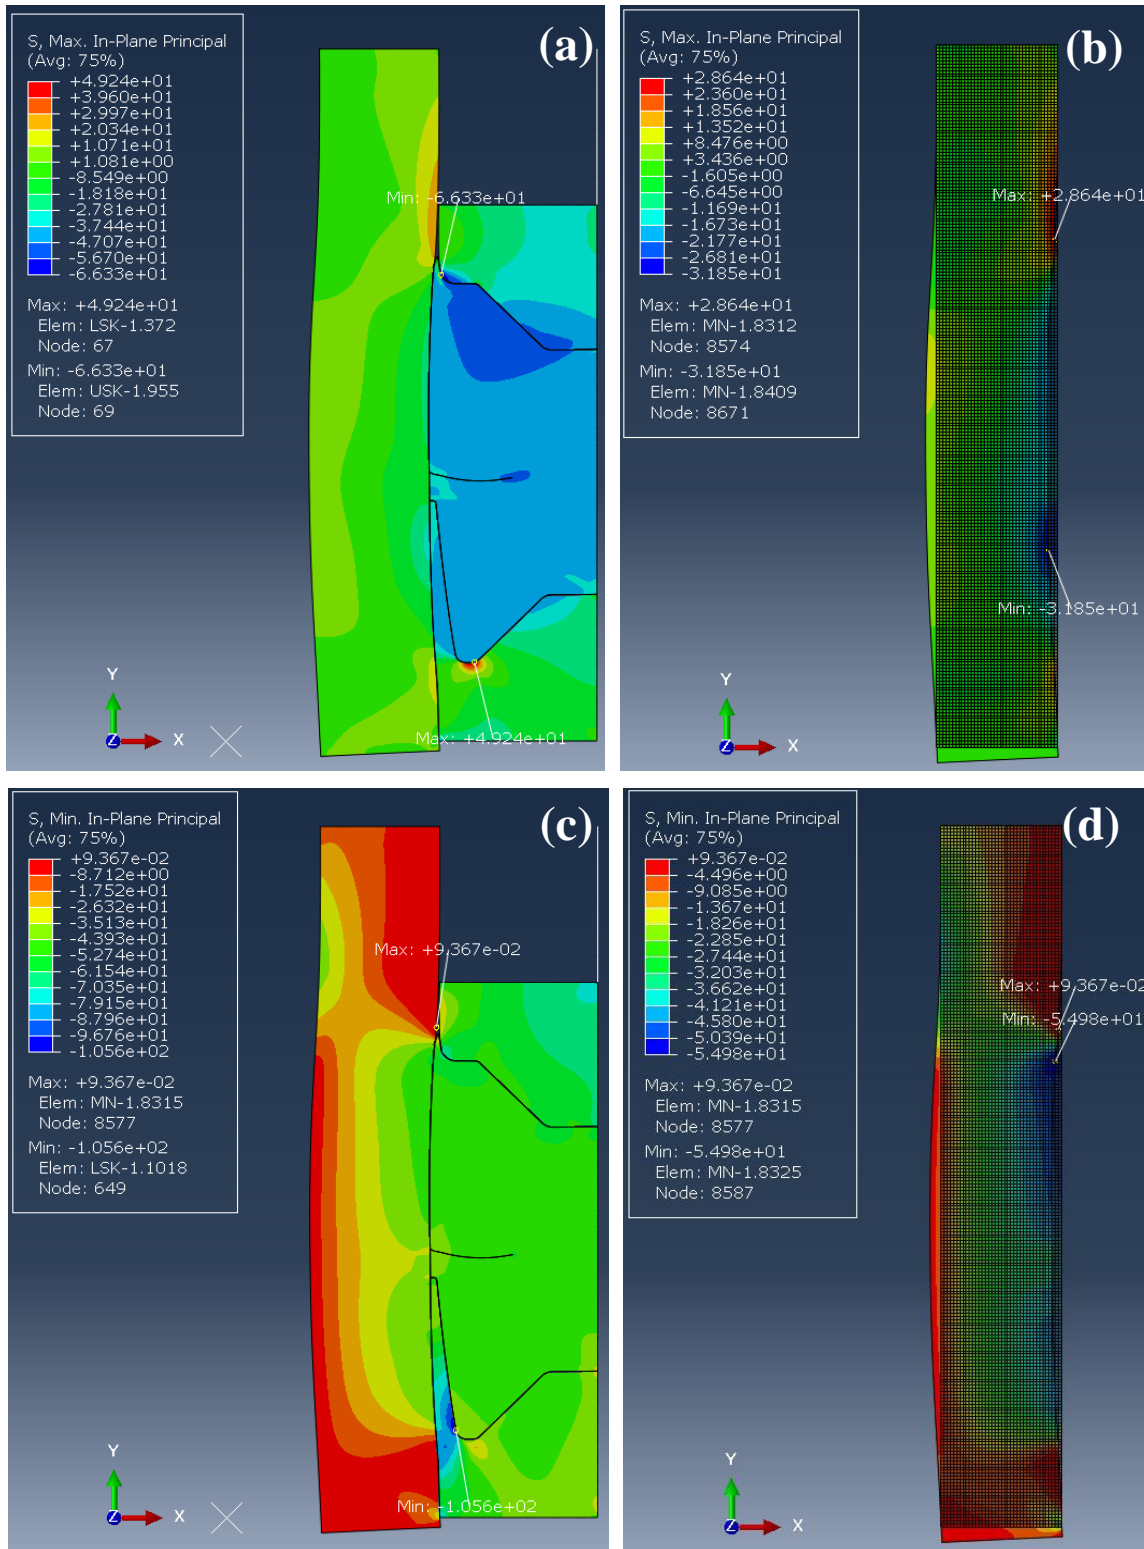 (a)
S, Max. In-Plane Principal
(Avg: 75%)
+4.924e+01
+3.960e+01
+2.997e+01
+2.034e+01
+1.071e+01
+1.081e+00
-8.549e+00
-1.818e+01
-2.781e+01
-3.744e+01
-4.707e+01
-5.670e+01
-6.633e+01
Max: +4.924e+01
Elem: LSK-1.372
Node: 67
Min: -6.633e+01
Elem: USK-1.955
Node: 69
Min: -6.633e+01
Max: +4.924e+01
Y
Z
X
(b)
S, Max. In-Plane Principal
(Avg: 75%)
+2.864e+01
+2.360e+01
+1.856e+01
+1.352e+01
+8.476e+00
+3.436e+00
-1.605e+00
-6.645e+00
-1.169e+01
-1.673e+01
-2.177e+01
-2.681e+01
-3.185e+01
Max: +2.864e+01
Elem: MN-1.8312
Node: 8574
Min: -3.185e+01
Elem: MN-1.8409
Node: 8671
Max: +2.864e+01
Min: -3.185e+01
Y
Z
X
(c)
S, Min. In-Plane Principal
(Avg: 75%)
+9.367e-02
-8.712e+00
-1.752e+01
-2.632e+01
-3.513e+01
-4.393e+01
-5.274e+01
-6.154e+01
-7.035e+01
-7.915e+01
-8.796e+01
-9.676e+01
-1.056e+02
Max: +9.367e-02
Elem: MN-1.8315
Node: 8577
Min: -1.056e+02
Elem: LSK-1.1018
Node: 649
Max: +9.367e-02
Min: -1.056e+02
Y
Z
X
(d)
S, Min. In-Plane Principal
(Avg: 75%)
+9.367e-02
-4.496e+00
-9.085e+00
-1.367e+01
-1.826e+01
-2.285e+01
-2.744e+01
-3.203e+01
-3.662e+01
-4.121e+01
-4.580e+01
-5.039e+01
-5.498e+01
Max: +9.367e-02
Elem: MN-1.8315
Node: 8577
Min: -5.498e+01
Elem: MN-1.8325
Node: 8587
Max: +9.367e-02
Min: -5.498e+01
Y
Z
X